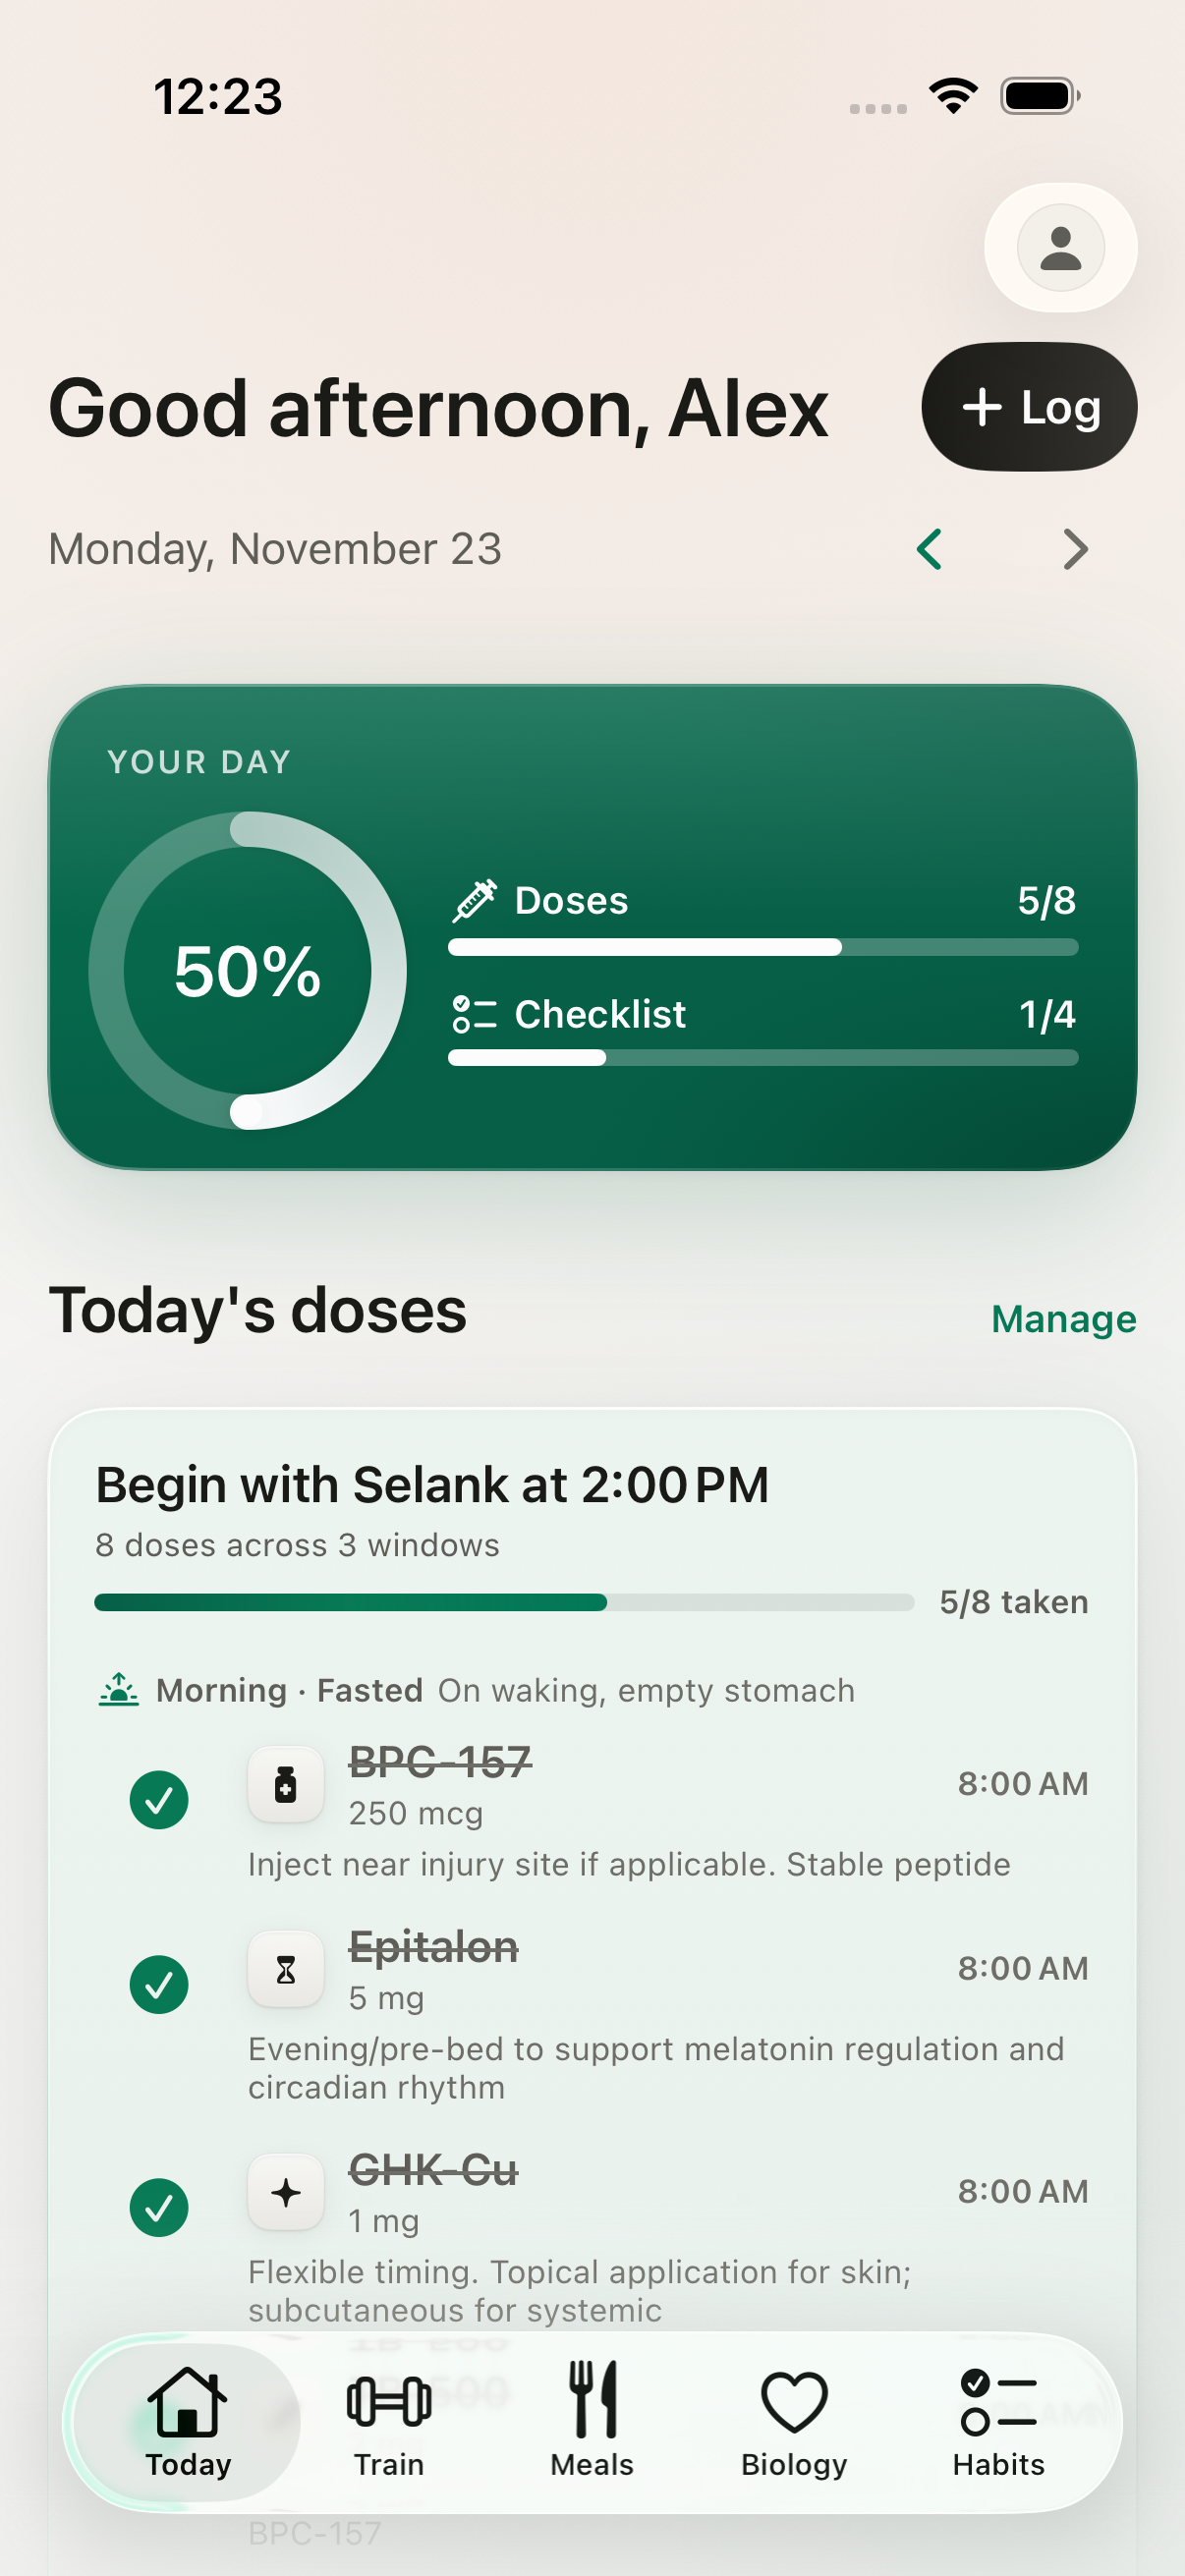 12:23
Good afternoon, Alex
+ Log
Monday, November 23
YOUR DAY
50%
Doses 5/8
Checklist 1/4
Today's doses
Manage
Begin with Selank at 2:00 PM
8 doses across 3 windows
5/8 taken
Morning · Fasted On waking, empty stomach
BPC-157
8:00 AM
250 mcg
Inject near injury site if applicable. Stable peptide
Epitalon
8:00 AM
5 mg
Evening/pre-bed to support melatonin regulation and
circadian rhythm
GHK-Cu
8:00 AM
1 mg
Flexible timing. Topical application for skin;
subcutaneous for systemic
Today
Train
Meals
Biology
Habits
BPC-157